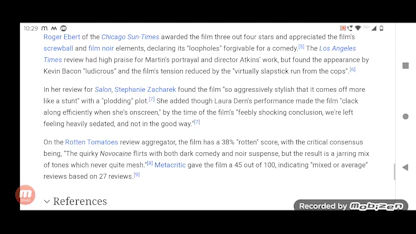 10:29
Roger Ebert of the Chicago Sun-Times awarded the film three out four stars and appreciated the film's
screwball and film noir elements, declaring its "loopholes" forgivable for a comedy.[5] The Los Angeles
Times review had high praise for Martin's portrayal and director Atkins' work, but found the appearance by
Kevin Bacon "ludicrous" and the film's tension reduced by the "virtually slapstick run from the cops".[6]
In her review for Salon, Stephanie Zacharek found the film "so aggressively stylish that it comes off more
like a stunt" with a "plodding" plot.[7] She added though Laura Dern's performance made the film "clack
along efficiently when she's onscreen," by the time of the film's "feebly shocking conclusion, we're left
feeling heavily sedated, and not in the good way."[7]
On the Rotten Tomatoes review aggregator, the film has a 38% "rotten" score, with the critical consensus
being, "The quirky Novocaine flirts with both dark comedy and noir suspense, but the result is a jarring mix
of tones which never quite mesh."[8] Metacritic gave the film a 45 out of 100, indicating "mixed or average"
reviews based on 27 reviews.[9]
References
Recorded by mobizen